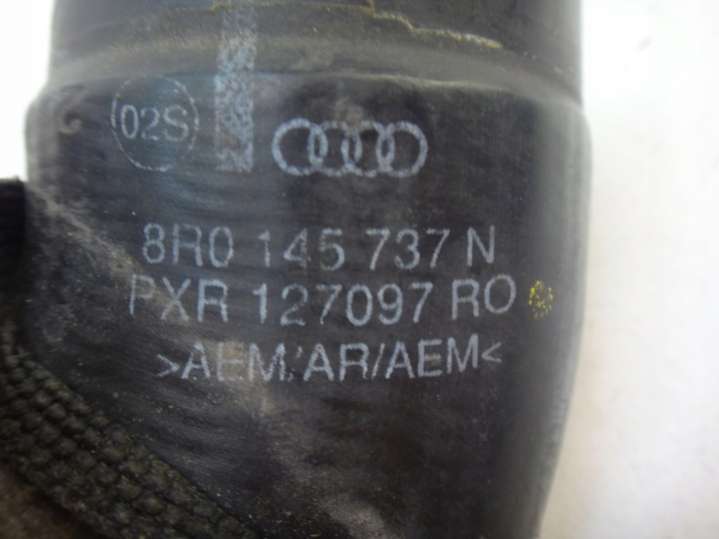 02S
8R0 145 737 N
PXR 127097 RO
>AEM/AR/AEM<